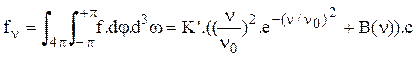 f_ν = ∫_{4π} ∫_{-π}^{+π} f.dφ.d³ω = K'.((ν/ν₀)².e^{-(ν/ν₀)²} + B(ν)).c